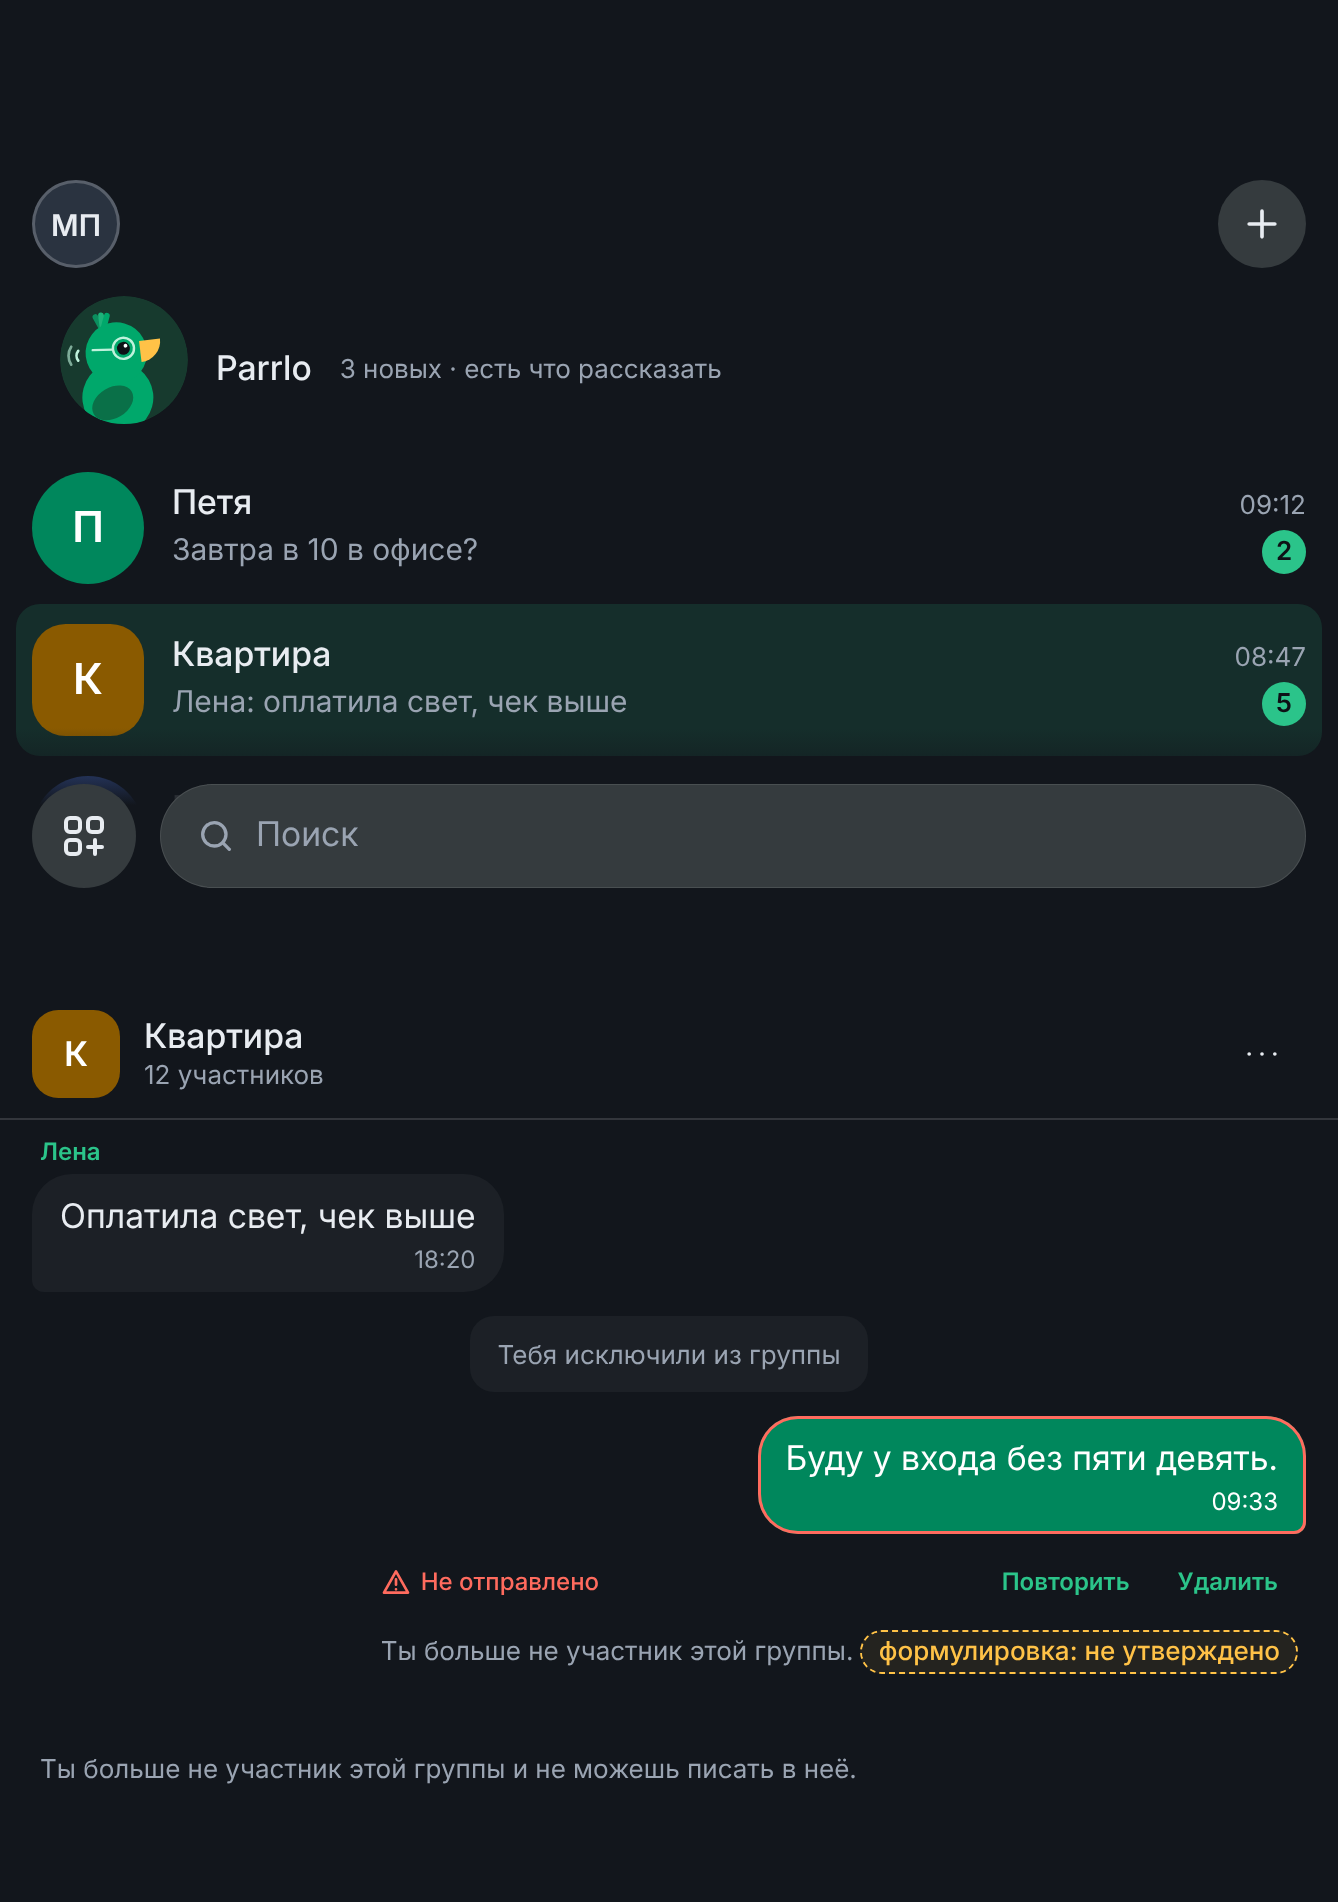 МП
Parrlo 3 новых · есть что рассказать
П
Петя 09:12
Завтра в 10 в офисе? 2
К
Квартира 08:47
Лена: оплатила свет, чек выше 5
Поиск
К
Квартира
12 участников
Лена
Оплатила свет, чек выше
18:20
Тебя исключили из группы
Буду у входа без пяти девять.
09:33
Не отправлено Повторить Удалить
Ты больше не участник этой группы. формулировка: не утверждено
Ты больше не участник этой группы и не можешь писать в неё.